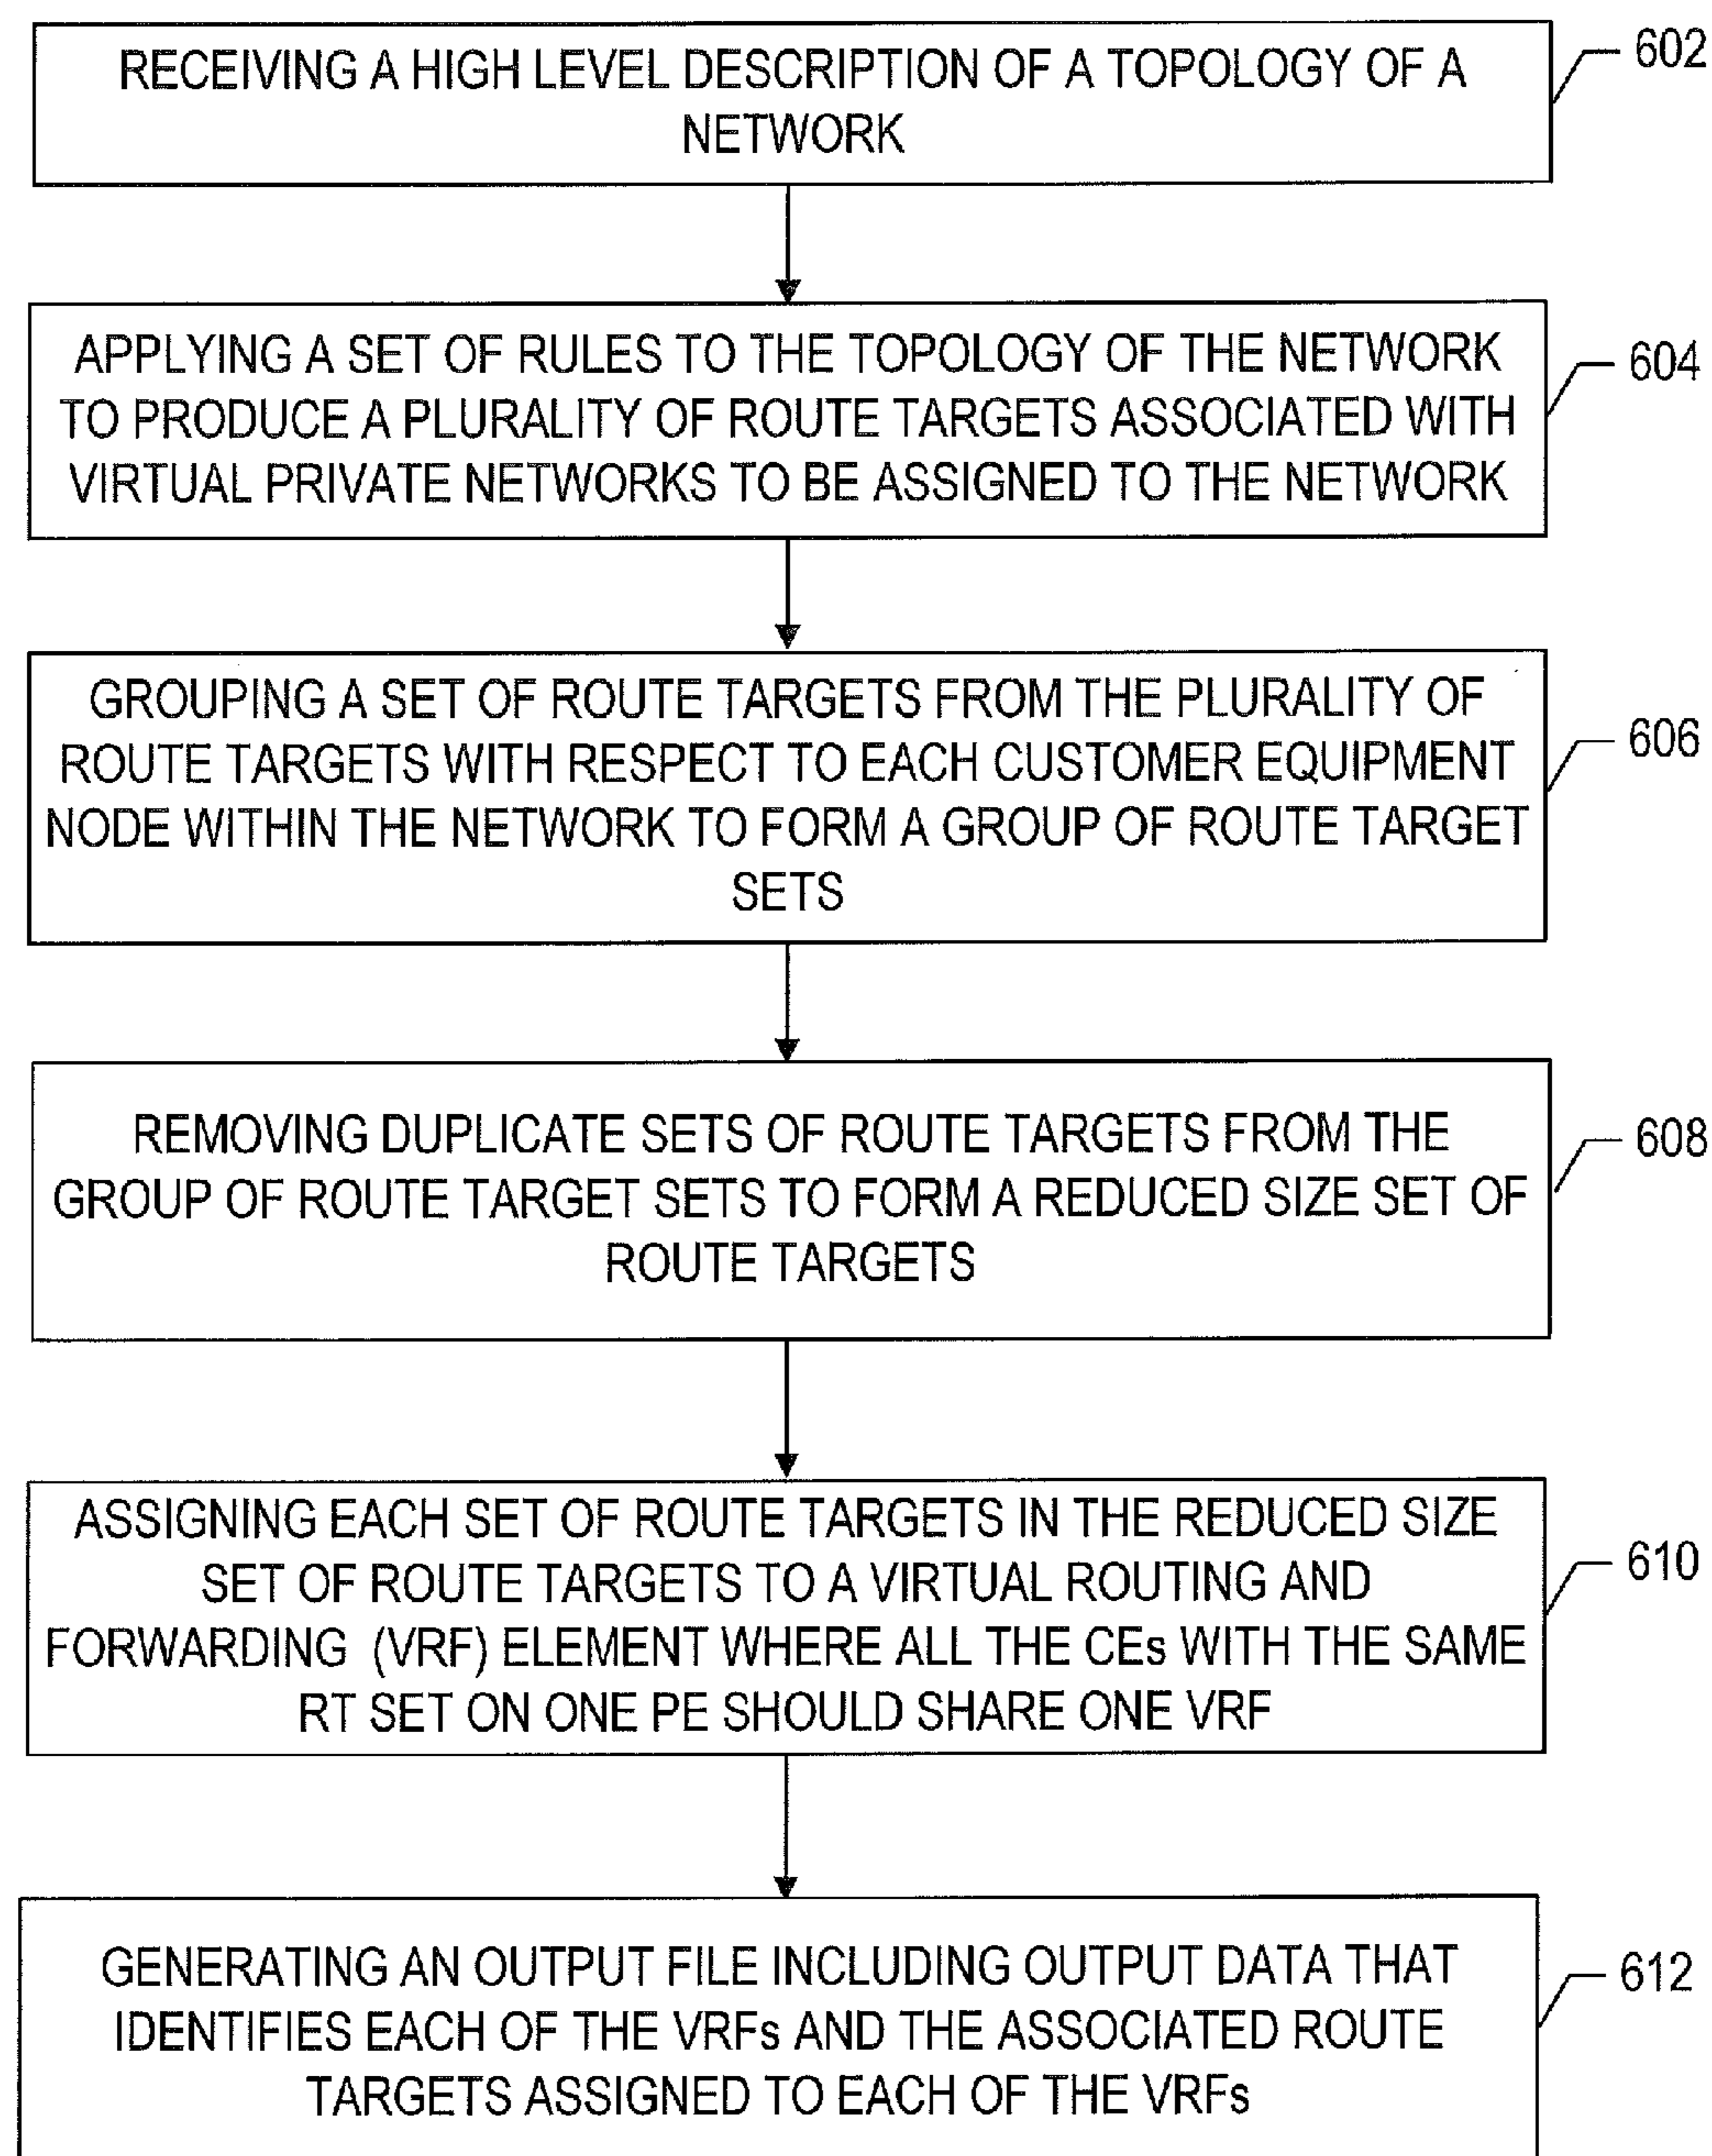 RECEIVING A HIGH LEVEL DESCRIPTION OF A TOPOLOGY OF A
NETWORK
602
APPLYING A SET OF RULES TO THE TOPOLOGY OF THE NETWORK
TO PRODUCE A PLURALITY OF ROUTE TARGETS ASSOCIATED WITH
VIRTUAL PRIVATE NETWORKS TO BE ASSIGNED TO THE NETWORK
604
GROUPING A SET OF ROUTE TARGETS FROM THE PLURALITY OF
ROUTE TARGETS WITH RESPECT TO EACH CUSTOMER EQUIPMENT
NODE WITHIN THE NETWORK TO FORM A GROUP OF ROUTE TARGET
SETS
606
REMOVING DUPLICATE SETS OF ROUTE TARGETS FROM THE
GROUP OF ROUTE TARGET SETS TO FORM A REDUCED SIZE SET OF
ROUTE TARGETS
608
ASSIGNING EACH SET OF ROUTE TARGETS IN THE REDUCED SIZE
SET OF ROUTE TARGETS TO A VIRTUAL ROUTING AND
FORWARDING (VRF) ELEMENT WHERE ALL THE CEs WITH THE SAME
RT SET ON ONE PE SHOULD SHARE ONE VRF
610
GENERATING AN OUTPUT FILE INCLUDING OUTPUT DATA THAT
IDENTIFIES EACH OF THE VRFs AND THE ASSOCIATED ROUTE
TARGETS ASSIGNED TO EACH OF THE VRFs
612